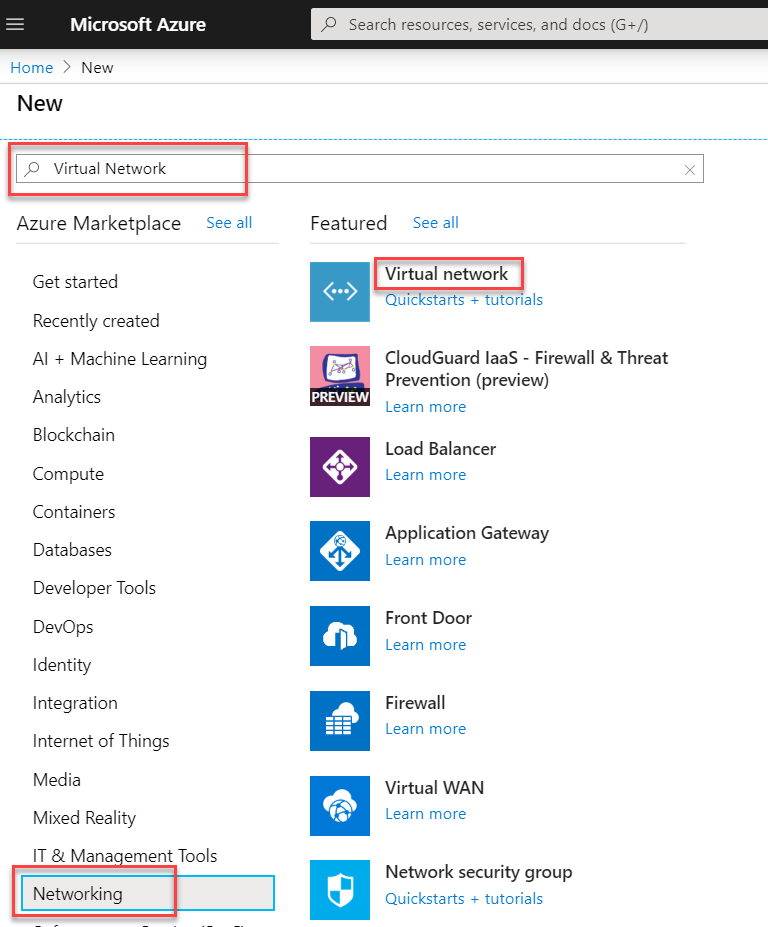 Microsoft Azure
Search resources, services, and docs (G+/)
Home > New
New
Virtual Network
Azure Marketplace See all
Get started
Recently created
AI + Machine Learning
Analytics
Blockchain
Compute
Containers
Databases
Developer Tools
DevOps
Identity
Integration
Internet of Things
Media
Mixed Reality
IT & Management Tools
Networking
Featured See all
Virtual network
Quickstarts + tutorials
PREVIEW
CloudGuard IaaS - Firewall & Threat
Prevention (preview)
Learn more
Load Balancer
Learn more
Application Gateway
Learn more
Front Door
Learn more
Firewall
Learn more
Virtual WAN
Learn more
Network security group
Quickstarts + tutorials